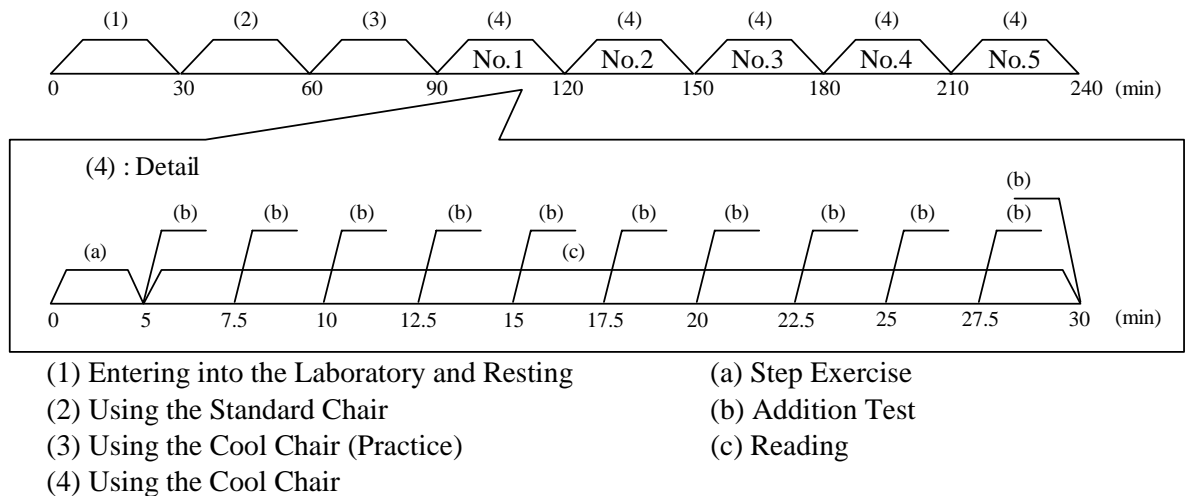 (1) (2) (3) (4) (4) (4) (4) (4)
No.1 No.2 No.3 No.4 No.5
0 30 60 90 120 150 180 210 240 (min)
(4) : Detail
(b)
(b) (b) (b) (b) (b) (b) (b) (b) (b) (b)
(a) (c)
0 5 7.5 10 12.5 15 17.5 20 22.5 25 27.5 30 (min)
(1) Entering into the Laboratory and Resting (a) Step Exercise
(2) Using the Standard Chair (b) Addition Test
(3) Using the Cool Chair (Practice) (c) Reading
(4) Using the Cool Chair